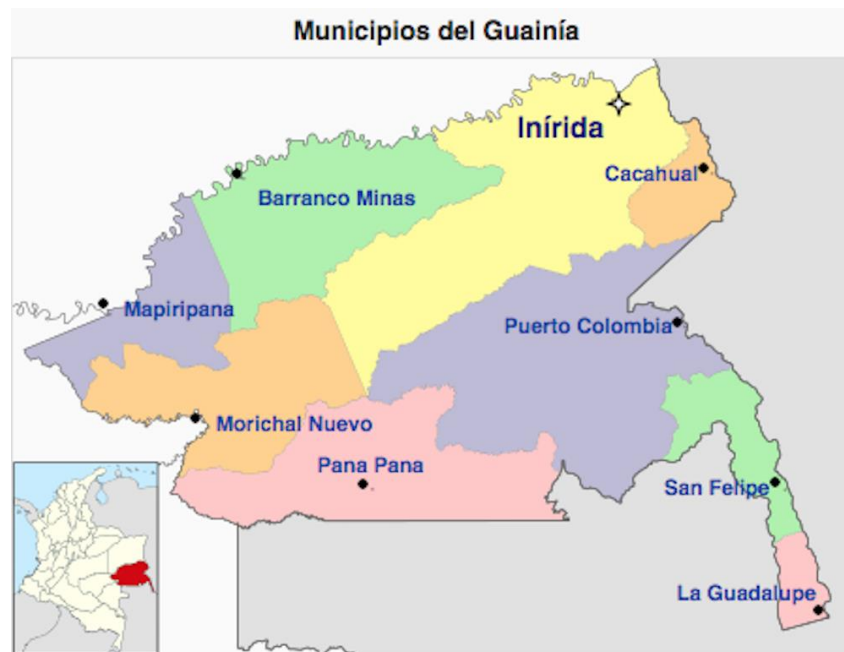 Municipios del Guainía
Inírida
Cacahual
Barranco Minas
Mapiripana
Puerto Colombia
Morichal Nuevo
Pana Pana
San Felipe
La Guadalupe